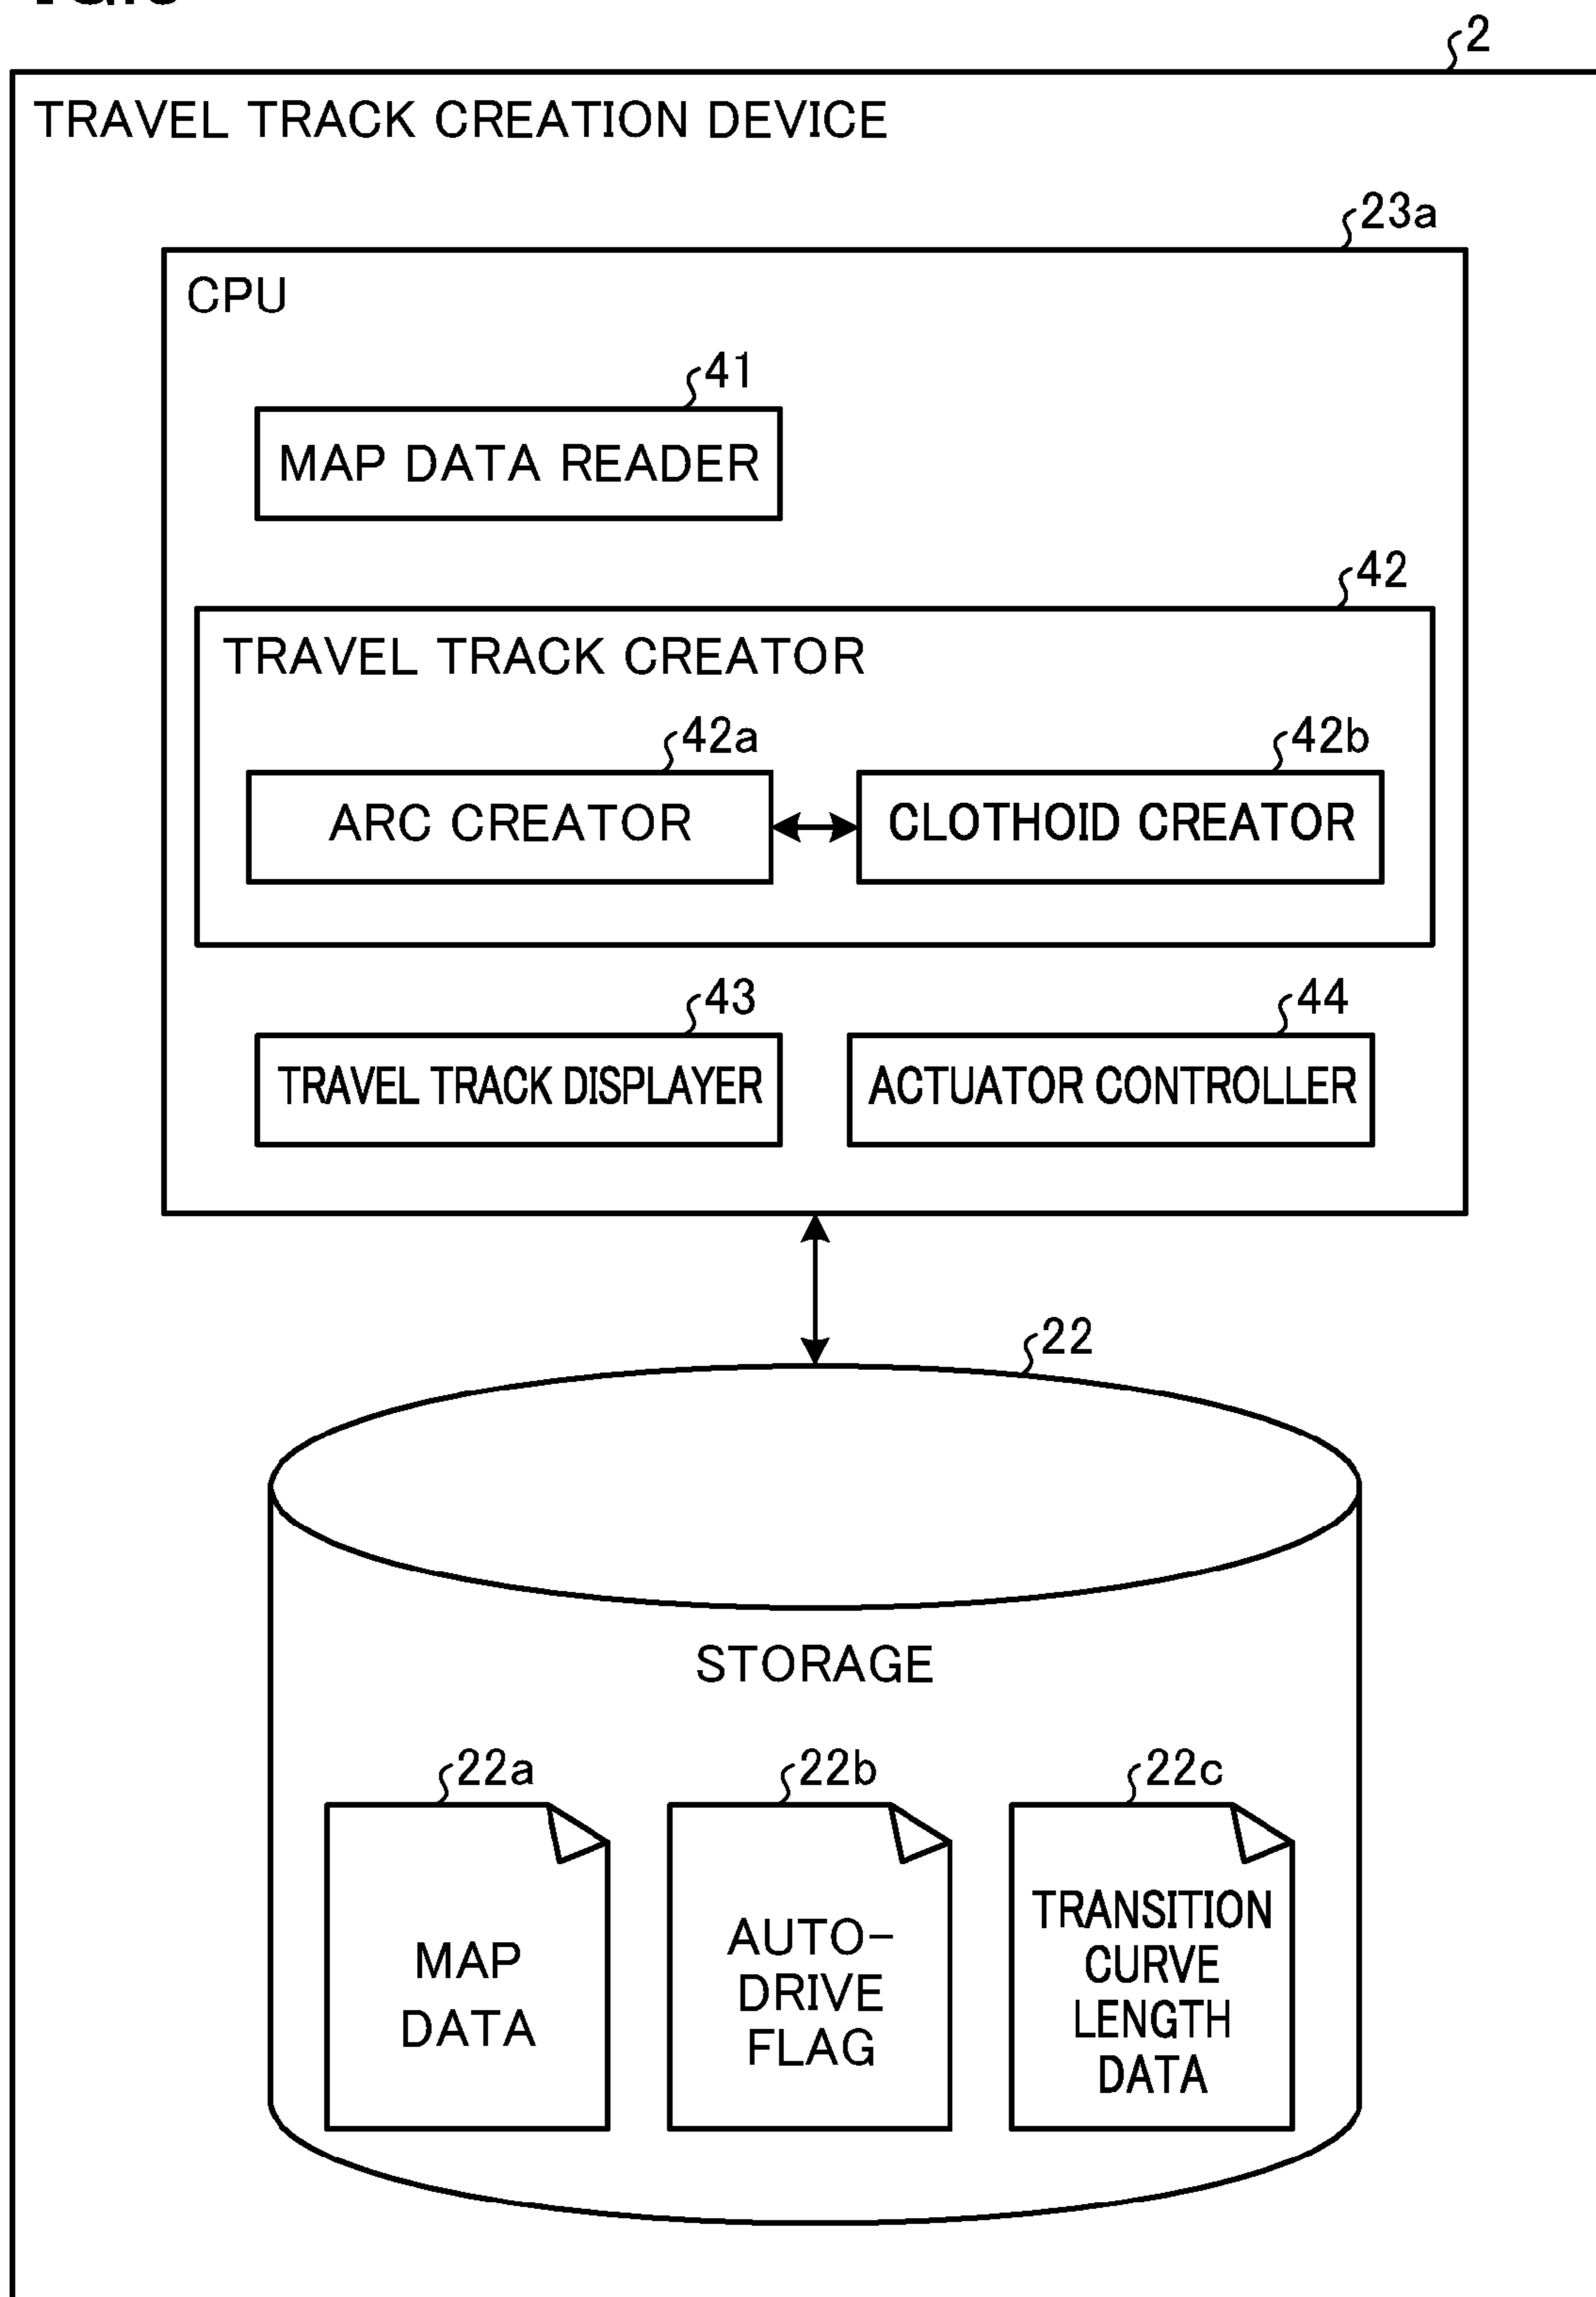 2
TRAVEL TRACK CREATION DEVICE
23a
CPU
41
MAP DATA READER
42
TRAVEL TRACK CREATOR
42a
42b
ARC CREATOR
CLOTHOID CREATOR
43
44
TRAVEL TRACK DISPLAYER
ACTUATOR CONTROLLER
22
STORAGE
22a
22b
22c
MAP
DATA
AUTO-
DRIVE
FLAG
TRANSITION
CURVE
LENGTH
DATA